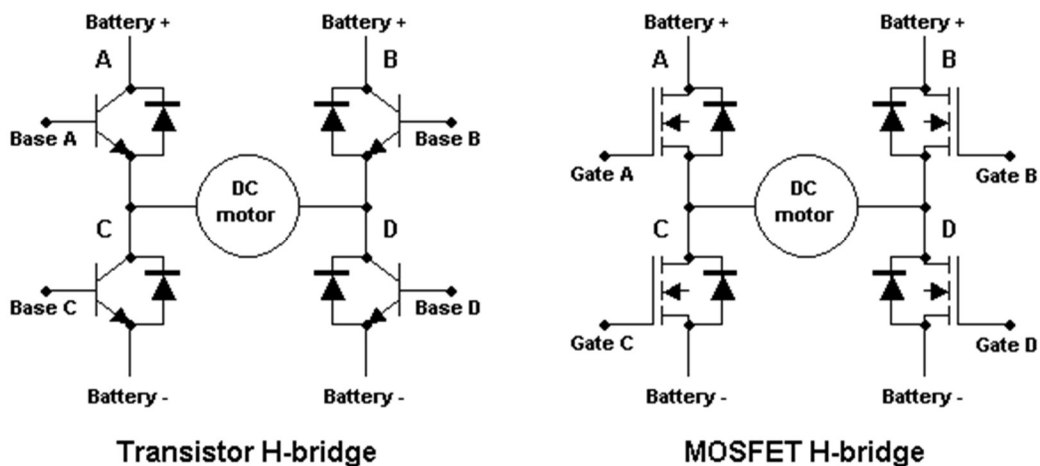 Battery + Battery + Battery + Battery +
A B A B
Base A Base B Gate A Gate B
DC DC
motor motor
C D C D
Base C Base D Gate C Gate D
Battery - Battery - Battery - Battery -
Transistor H-bridge MOSFET H-bridge